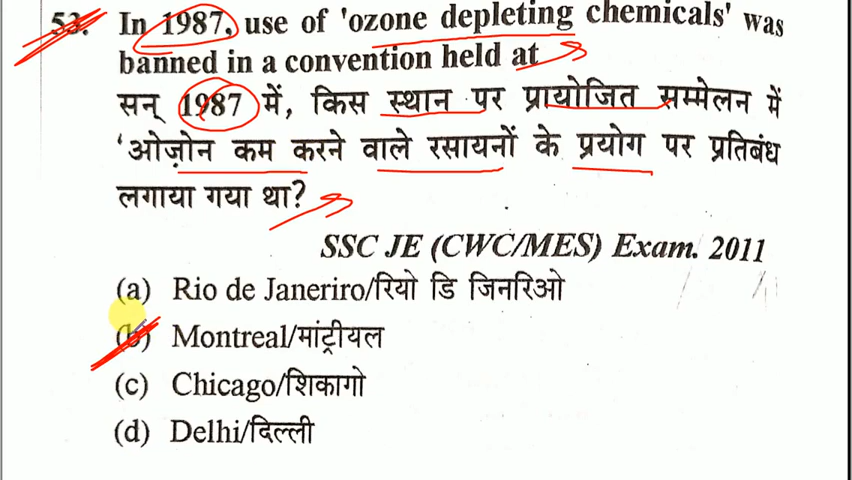 53. In 1987, use of 'ozone depleting chemicals' was
banned in a convention held at
सन् 1987 में, किस स्थान पर प्रायोजित सम्मेलन में
'ओज़ोन कम करने वाले रसायनों के प्रयोग पर प्रतिबंध
लगाया गया था?
SSC JE (CWC/MES) Exam. 2011
(a) Rio de Janeriro/रियो डि जिनरिओ
(b) Montreal/मांट्रीयल
(c) Chicago/शिकागो
(d) Delhi/दिल्ली